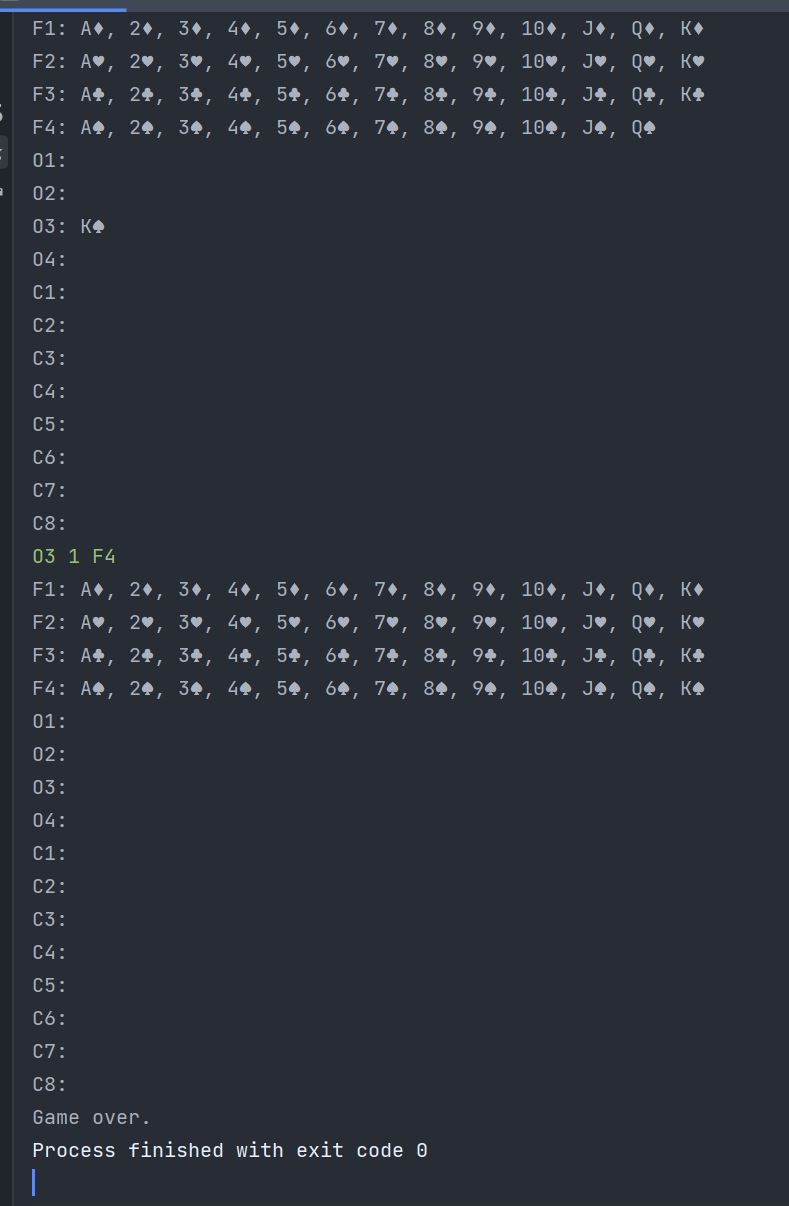 F1: A♦, 2♦, 3♦, 4♦, 5♦, 6♦, 7♦, 8♦, 9♦, 10♦, J♦, Q♦, K♦
F2: A♥, 2♥, 3♥, 4♥, 5♥, 6♥, 7♥, 8♥, 9♥, 10♥, J♥, Q♥, K♥
F3: A♣, 2♣, 3♣, 4♣, 5♣, 6♣, 7♣, 8♣, 9♣, 10♣, J♣, Q♣, K♣
F4: A♠, 2♠, 3♠, 4♠, 5♠, 6♠, 7♠, 8♠, 9♠, 10♠, J♠, Q♠
O1:
O2:
O3: K♠
O4:
C1:
C2:
C3:
C4:
C5:
C6:
C7:
C8:
O3 1 F4
F1: A♦, 2♦, 3♦, 4♦, 5♦, 6♦, 7♦, 8♦, 9♦, 10♦, J♦, Q♦, K♦
F2: A♥, 2♥, 3♥, 4♥, 5♥, 6♥, 7♥, 8♥, 9♥, 10♥, J♥, Q♥, K♥
F3: A♣, 2♣, 3♣, 4♣, 5♣, 6♣, 7♣, 8♣, 9♣, 10♣, J♣, Q♣, K♣
F4: A♠, 2♠, 3♠, 4♠, 5♠, 6♠, 7♠, 8♠, 9♠, 10♠, J♠, Q♠, K♠
O1:
O2:
O3:
O4:
C1:
C2:
C3:
C4:
C5:
C6:
C7:
C8:
Game over.
Process finished with exit code 0